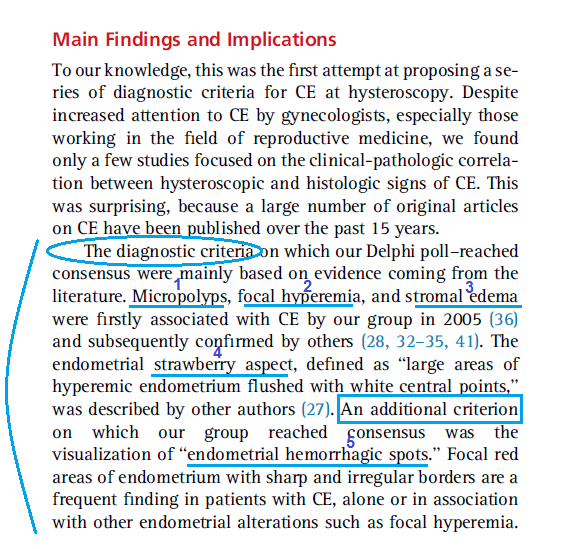 Main Findings and Implications
To our knowledge, this was the first attempt at proposing a se-
ries of diagnostic criteria for CE at hysteroscopy. Despite
increased attention to CE by gynecologists, especially those
working in the field of reproductive medicine, we found
only a few studies focused on the clinical-pathologic correla-
tion between hysteroscopic and histologic signs of CE. This
was surprising, because a large number of original articles
on CE have been published over the past 15 years.
The diagnostic criteria on which our Delphi poll–reached
consensus were mainly based on evidence coming from the
1 2 3
literature. Micropolyps, focal hyperemia, and stromal edema
were firstly associated with CE by our group in 2005 (36)
and subsequently confirmed by others (28, 32–35, 41). The
4
endometrial strawberry aspect, defined as “large areas of
hyperemic endometrium flushed with white central points,”
was described by other authors (27). An additional criterion
on which our group reached consensus was the
5
visualization of “endometrial hemorrhagic spots.” Focal red
areas of endometrium with sharp and irregular borders are a
frequent finding in patients with CE, alone or in association
with other endometrial alterations such as focal hyperemia.